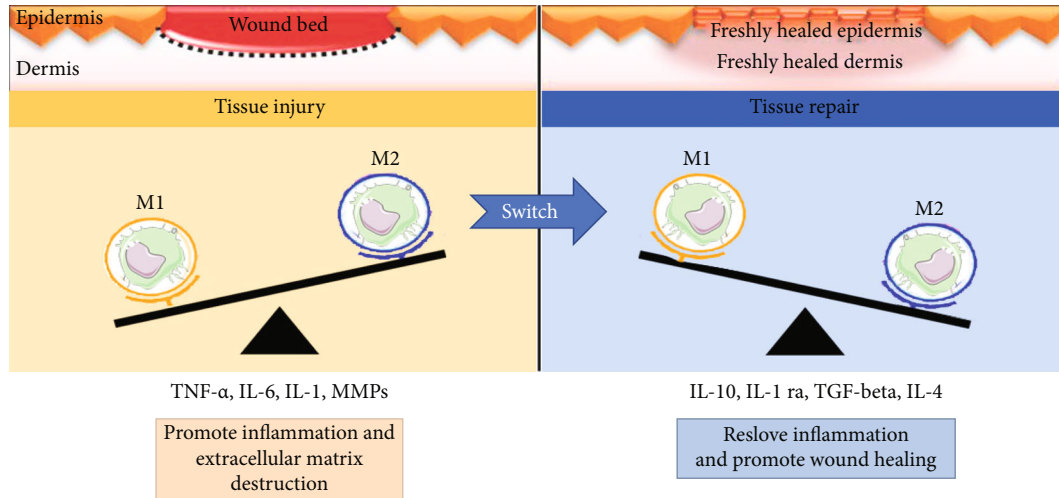 Epidermis
Wound bed
Dermis
Tissue injury
M1
M2
TNF-α, IL-6, IL-1, MMPs
Promote inflammation and
extracellular matrix
destruction
Switch
Freshly healed epidermis
Freshly healed dermis
Tissue repair
M1
M2
IL-10, IL-1 ra, TGF-beta, IL-4
Reslove inflammation
and promote wound healing